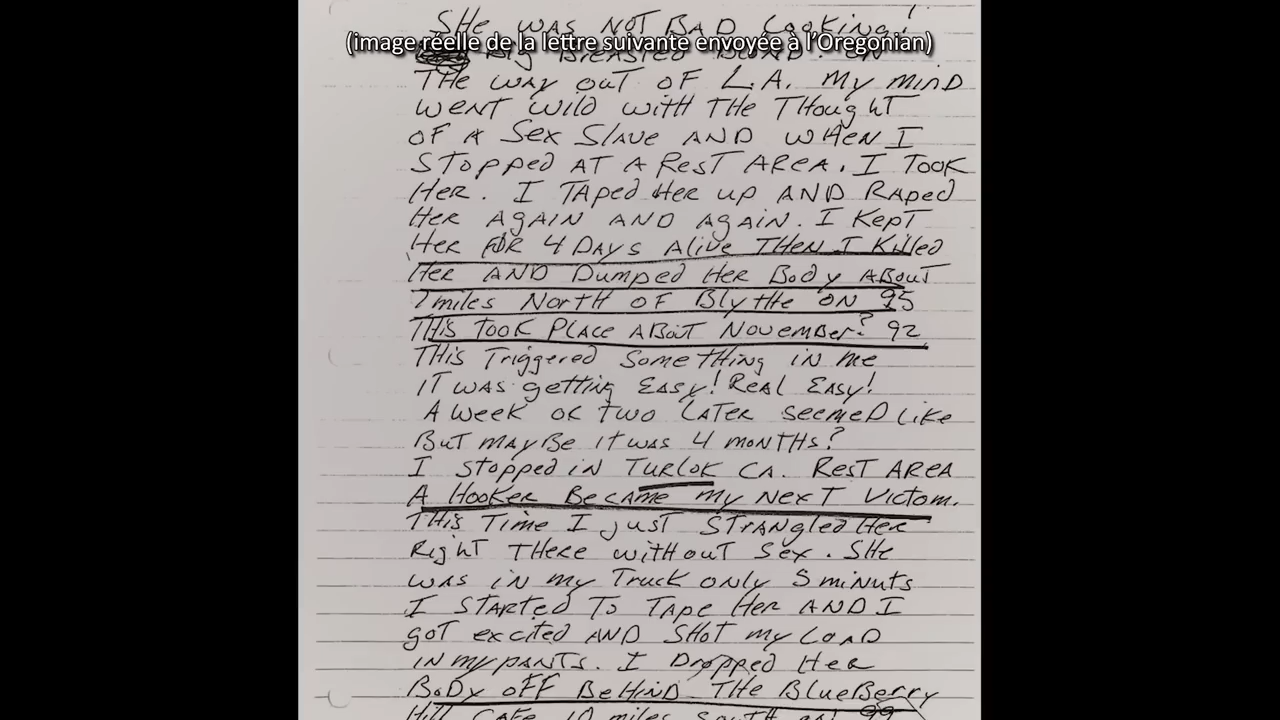 SHe was NOT BAD Looking!
(image réelle de la lettre suivante envoyée à l'Oregonian)
Big Breasted BLOND. ON
THe way out OF L.A. my minD
went wilD with THe THougHT
OF A Sex Slave AND wHen I
STopped AT A Rest Area. I Took
Her. I Taped Her up AND Raped
Her Again AND Again. I Kept
Her For 4 Days Alive THen I Killed
Her AND Dumped Her Body About
7 miles North of Blythe on 95
THis took Place About November? 92
THis Triggered SomeTHing in me
IT was getting Easy! Real Easy!
A week or two Later seemed Like
But maybe it was 4 monTHs?
I stopped in Turlok CA. Rest Area
A Hooker Became my next Victom.
THis Time I just STrangled Her
RigHT THere without Sex. SHe
was in my Truck only 5 minuts
I STarted To Tape Her AND I
got excited AND SHot my LoaD
in my pants. I Dropped Her
BoDy oFF BeHinD THe BlueBerry
Hill Cafe 10 miles South on 99